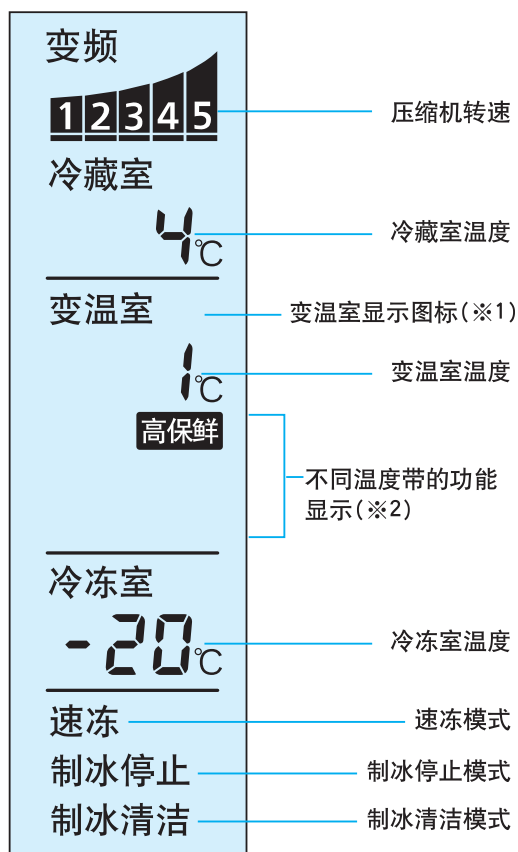 变频
12345
压缩机转速
冷藏室
4℃
冷藏室温度
变温室
变温室显示图标(※1)
1℃
变温室温度
高保鲜
不同温度带的功能
显示(※2)
冷冻室
-20℃
冷冻室温度
速冻
速冻模式
制冰停止
制冰停止模式
制冰清洁
制冰清洁模式